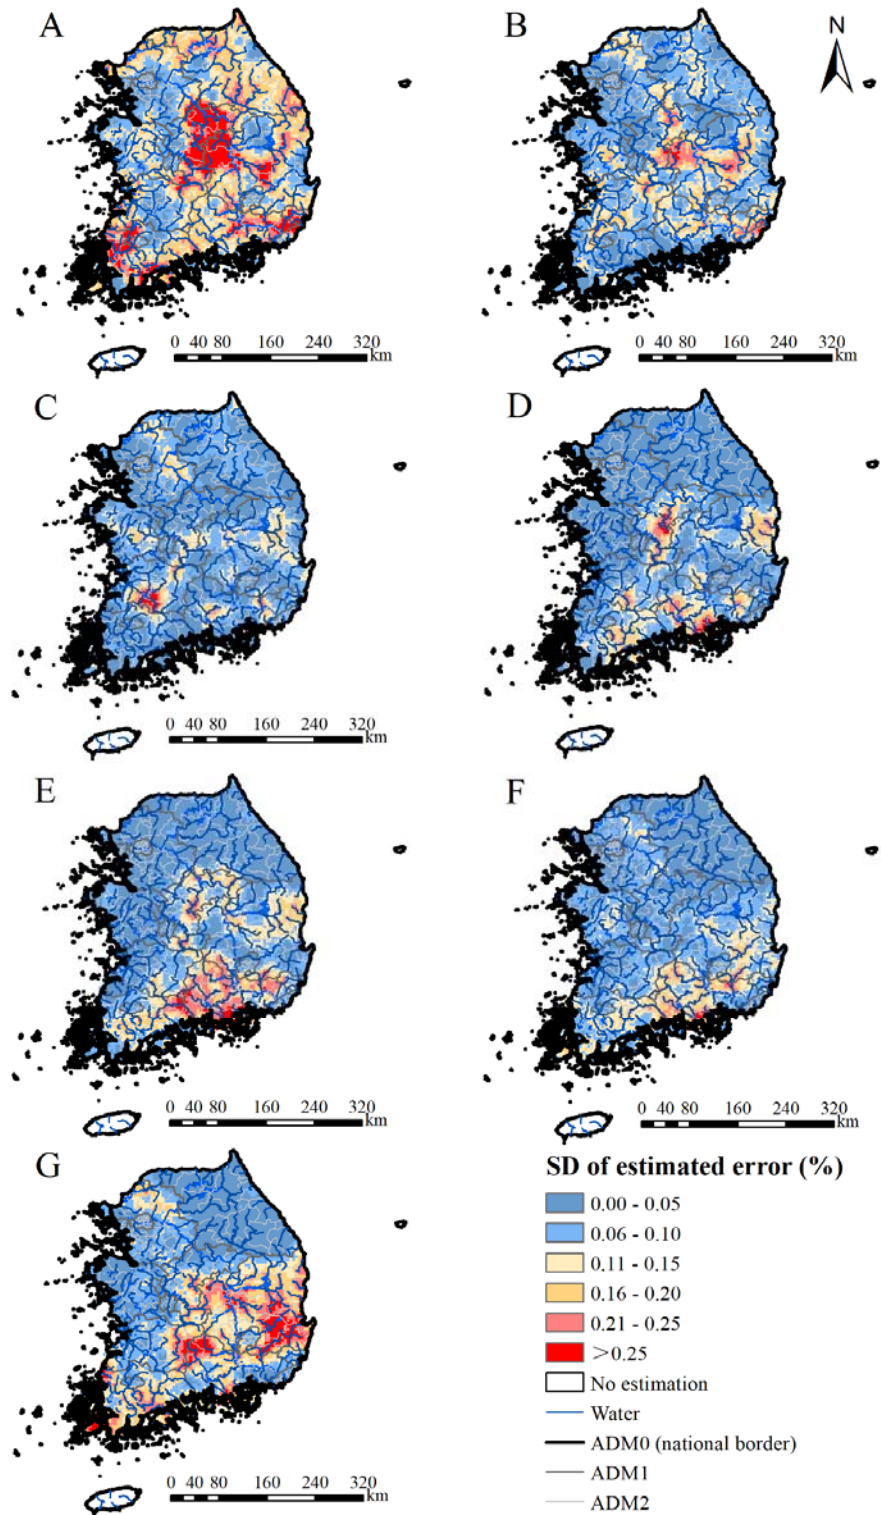 A
B
N
0 40 80 160 240 320
km
0 40 80 160 240 320
km
C
D
0 40 80 160 240 320
km
0 40 80 160 240 320
km
E
F
0 40 80 160 240 320
km
0 40 80 160 240 320
km
G
0 40 80 160 240 320
km
SD of estimated error (%)
0.00 - 0.05
0.06 - 0.10
0.11 - 0.15
0.16 - 0.20
0.21 - 0.25
>0.25
No estimation
Water
ADM0 (national border)
ADM1
ADM2